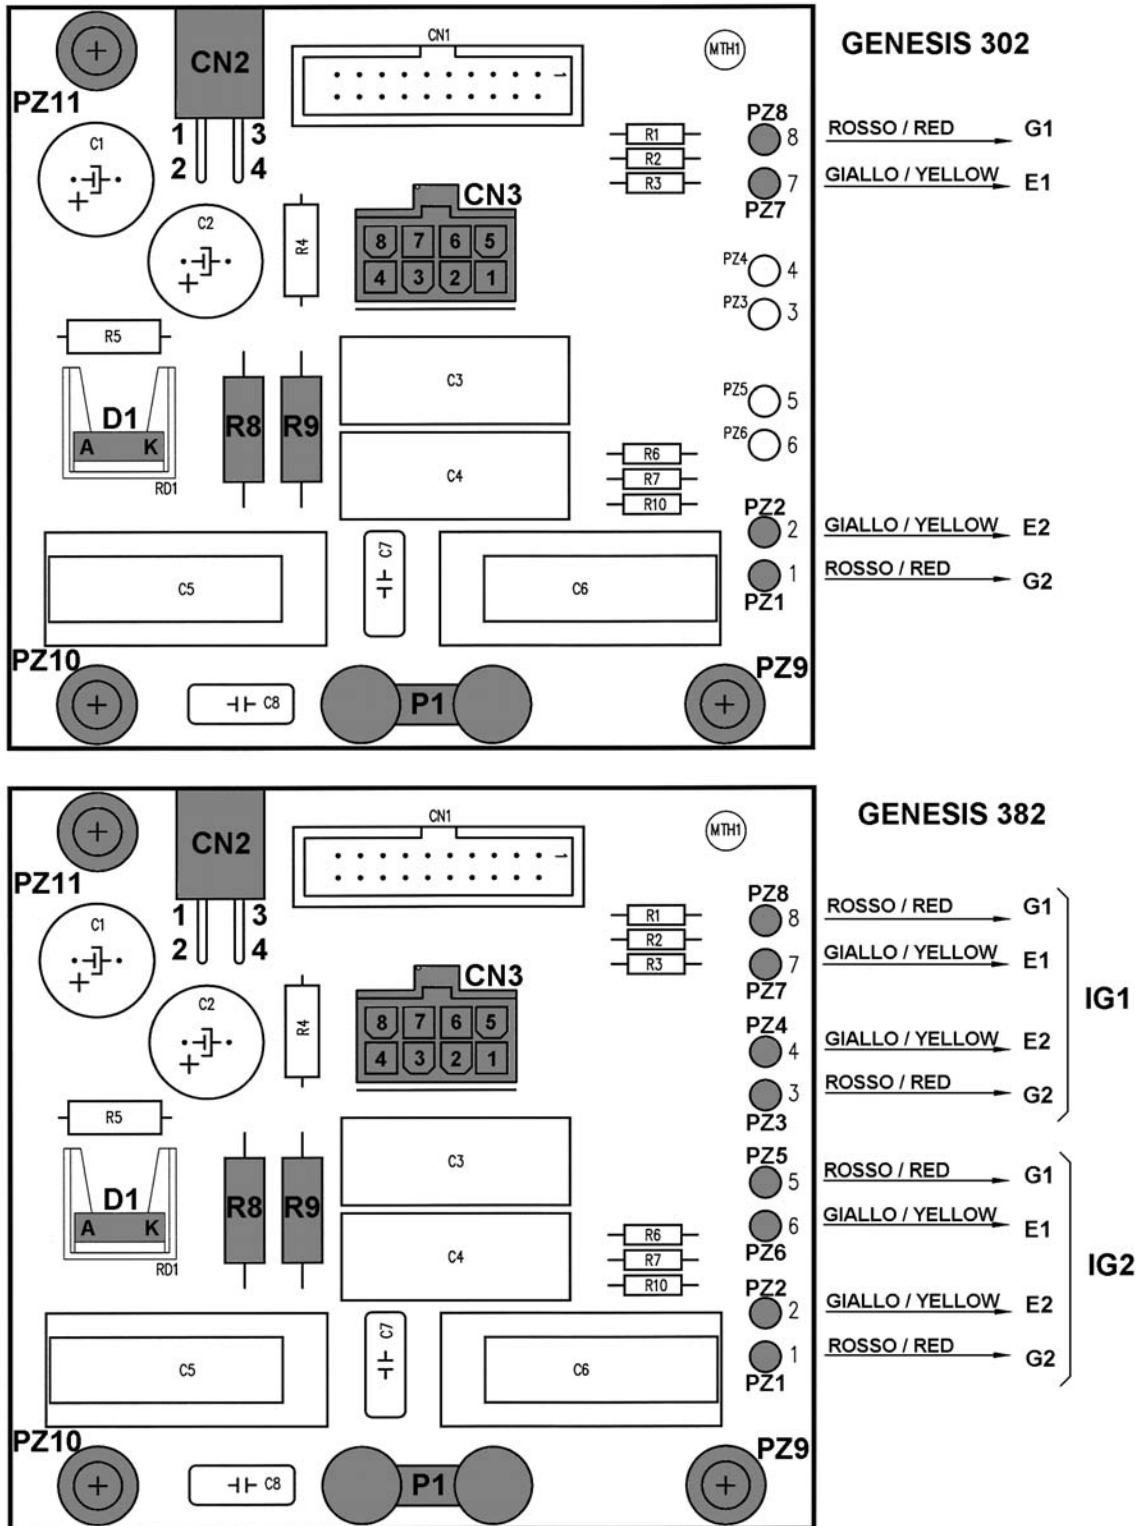 GENESIS 302
CN2
CN1
MTH1
PZ11
1 3
2 4
C1
+
C2
+
R4
CN3
8 7 6 5
4 3 2 1
R1
R2
R3
PZ8
8 ROSSO / RED G1
7 GIALLO / YELLOW E1
PZ7
PZ4 4
PZ3 3
PZ5 5
PZ6 6
R5
D1
A K
RD1
R8
R9
C3
C4
R6
R7
R10
PZ2
2 GIALLO / YELLOW E2
1 ROSSO / RED G2
PZ1
C5
C7
C6
PZ10
C8
P1
PZ9
GENESIS 382
CN2
CN1
MTH1
PZ11
1 3
2 4
C1
+
C2
+
R4
CN3
8 7 6 5
4 3 2 1
R1
R2
R3
PZ8
8 ROSSO / RED G1
7 GIALLO / YELLOW E1
PZ7
IG1
PZ4
4 GIALLO / YELLOW E2
3 ROSSO / RED G2
PZ3
PZ5
5 ROSSO / RED G1
6 GIALLO / YELLOW E1
PZ6
IG2
PZ2
2 GIALLO / YELLOW E2
1 ROSSO / RED G2
PZ1
R5
D1
A K
RD1
R8
R9
C3
C4
R6
R7
R10
C5
C7
C6
PZ10
C8
P1
PZ9